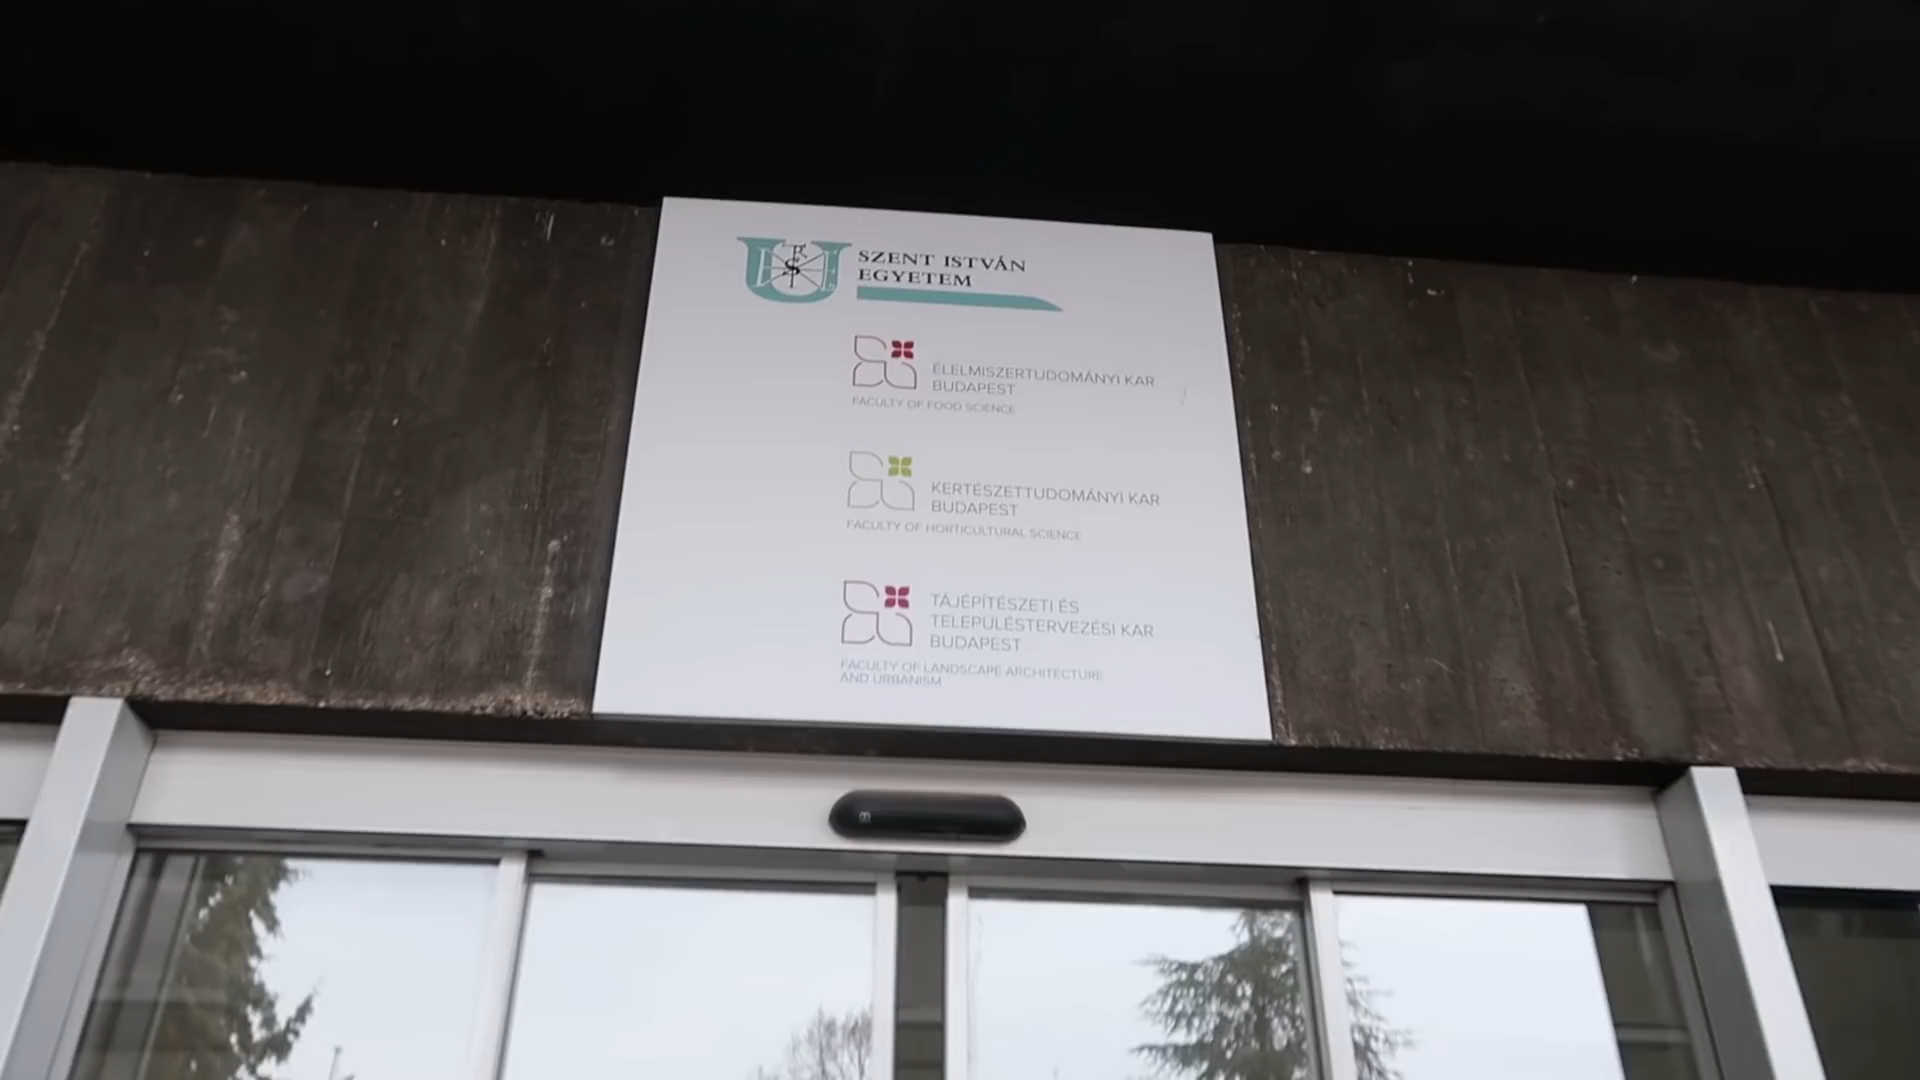 SZENT ISTVÁN
EGYETEM
ÉLELMISZERTUDOMÁNYI KAR
BUDAPEST
FACULTY OF FOOD SCIENCE
KERTÉSZETTUDOMÁNYI KAR
BUDAPEST
FACULTY OF HORTICULTURAL SCIENCE
TÁJÉPÍTÉSZETI ÉS
TELEPÜLÉSTERVEZÉSI KAR
BUDAPEST
FACULTY OF LANDSCAPE ARCHITECTURE
AND URBANISM